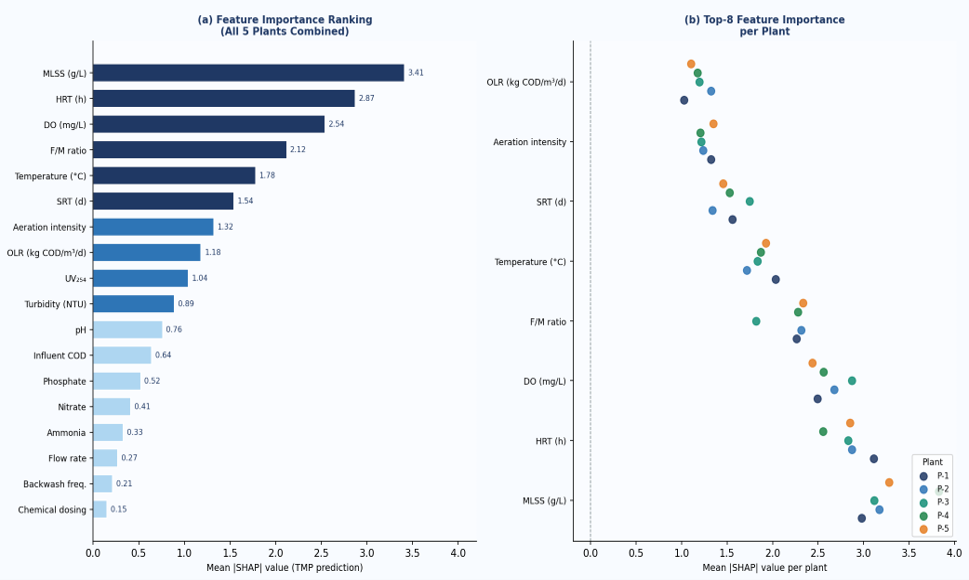 (a) Feature Importance Ranking
(All 5 Plants Combined)
MLSS (g/L)
3.41
HRT (h)
2.87
DO (mg/L)
2.54
F/M ratio
2.12
Temperature (°C)
1.78
SRT (d)
1.54
Aeration intensity
1.32
OLR (kg COD/m³/d)
1.18
UV₂₅₄
1.04
Turbidity (NTU)
0.89
pH
0.76
Influent COD
0.64
Phosphate
0.52
Nitrate
0.41
Ammonia
0.33
Flow rate
0.27
Backwash freq.
0.21
Chemical dosing
0.15
0.0 0.5 1.0 1.5 2.0 2.5 3.0 3.5 4.0
Mean |SHAP| value (TMP prediction)
(b) Top-8 Feature Importance
per Plant
OLR (kg COD/m³/d)
Aeration intensity
SRT (d)
Temperature (°C)
F/M ratio
DO (mg/L)
HRT (h)
MLSS (g/L)
Plant
P-1
P-2
P-3
P-4
P-5
0.0 0.5 1.0 1.5 2.0 2.5 3.0 3.5 4.0
Mean |SHAP| value per plant